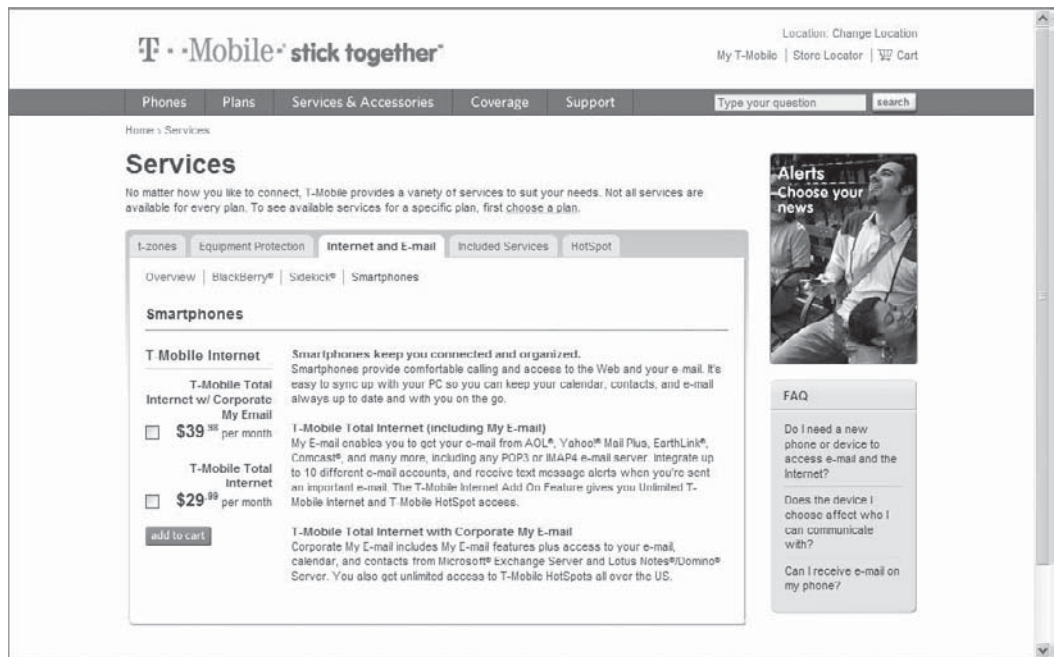 T · ·Mobile· stick together
Location: Change Location
My T-Mobile | Store Locator | Cart
Phones Plans Services & Accessories Coverage Support
Type your question search
Home > Services
Services
No matter how you like to connect, T-Mobile provides a variety of services to suit your needs. Not all services are
available for every plan. To see available services for a specific plan, first choose a plan.
t-zones Equipment Protection Internet and E-mail Included Services HotSpot
Overview | BlackBerry® | Sidekick® | Smartphones
Smartphones
T-Mobile Internet
T-Mobile Total
Internet w/ Corporate
My Email
$39 .98 per month
T-Mobile Total
Internet
$29 .99 per month
add to cart
Smartphones keep you connected and organized.
Smartphones provide comfortable calling and access to the Web and your e-mail. It's
easy to sync up with your PC so you can keep your calendar, contacts, and e-mail
always up to date and with you on the go.
T-Mobile Total Internet (including My E-mail)
My E-mail enables you to get your e-mail from AOL®, Yahoo!® Mail Plus, EarthLink®,
Comcast®, and many more, including any POP3 or IMAP4 e-mail server. Integrate up
to 10 different e-mail accounts, and receive text message alerts when you're sent
an important e-mail. The T-Mobile Internet Add On Feature gives you Unlimited T-
Mobile Internet and T-Mobile HotSpot access.
T-Mobile Total Internet with Corporate My E-mail
Corporate My E-mail includes My E-mail features plus access to your e-mail,
calendar, and contacts from Microsoft® Exchange Server and Lotus Notes®/Domino®
Server. You also get unlimited access to T-Mobile HotSpots all over the US.
Alerts
Choose your
news
FAQ
Do I need a new
phone or device to
access e-mail and the
Internet?
Does the device I
choose affect who I
can communicate
with?
Can I receive e-mail on
my phone?